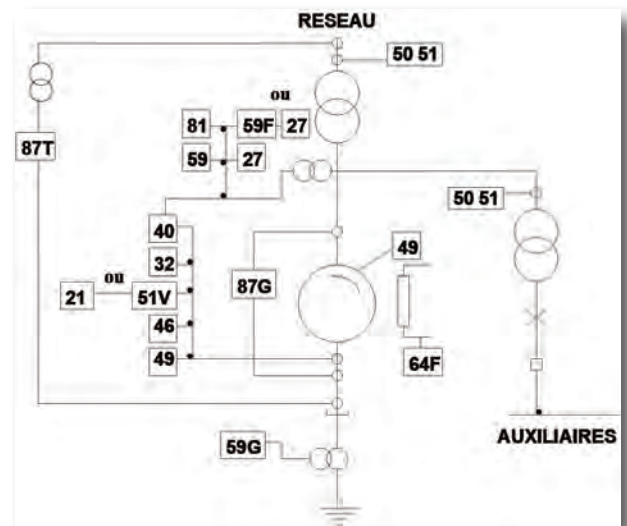 RESEAU
50 51
ou
81 59F 27
87T
59 27
50 51
40
49
32
ou
87G
21 51V
46
64F
49
AUXILIAIRES
59G